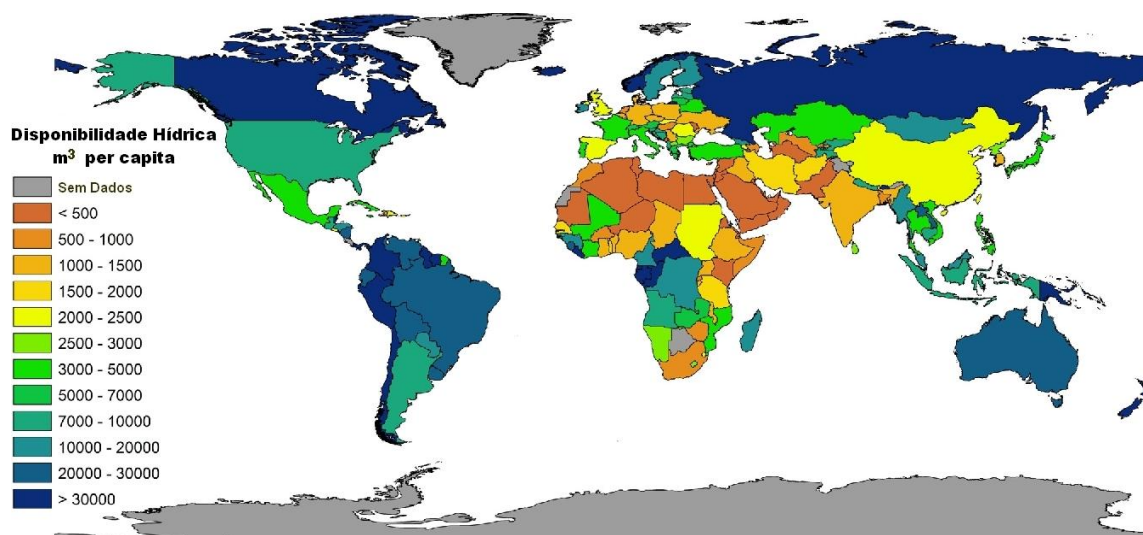 Disponibilidade Hídrica
m³ per capita
Sem Dados
< 500
500 - 1000
1000 - 1500
1500 - 2000
2000 - 2500
2500 - 3000
3000 - 5000
5000 - 7000
7000 - 10000
10000 - 20000
20000 - 30000
> 30000